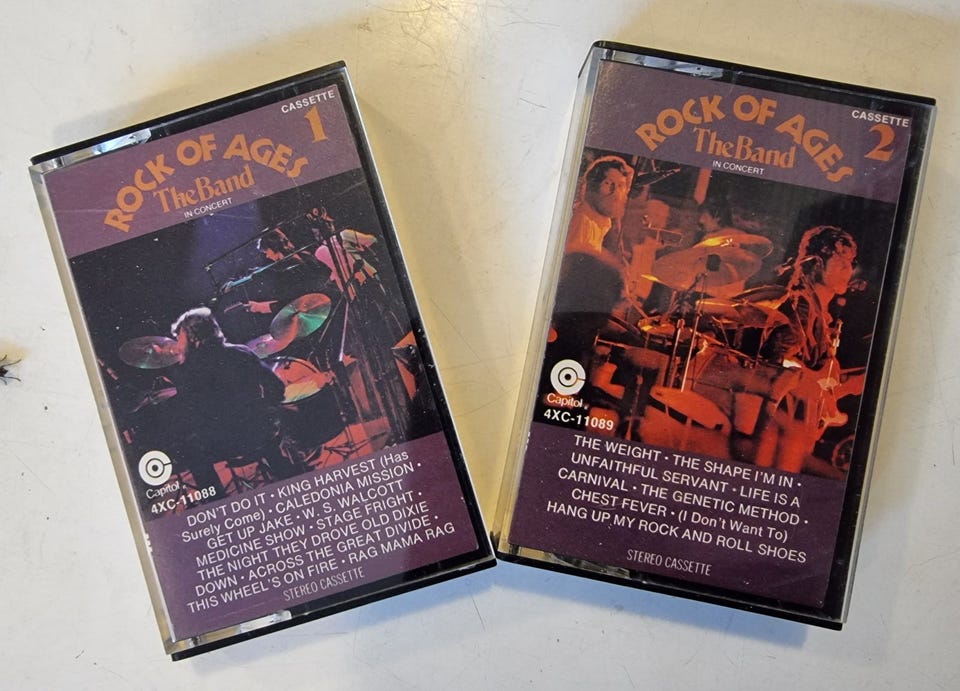 CASSETTE
1
ROCK OF AGES
The Band
IN CONCERT
Capitol
4XC-11088
DON'T DO IT • KING HARVEST (Has
Surely Come) • CALEDONIA MISSION •
GET UP JAKE • W. S. WALCOTT
MEDICINE SHOW • STAGE FRIGHT •
THE NIGHT THEY DROVE OLD DIXIE
DOWN • ACROSS THE GREAT DIVIDE •
THIS WHEEL'S ON FIRE • RAG MAMA RAG
STEREO CASSETTE
CASSETTE
2
ROCK OF AGES
The Band
IN CONCERT
Capitol
4XC-11089
THE WEIGHT • THE SHAPE I'M IN •
UNFAITHFUL SERVANT • LIFE IS A
CARNIVAL • THE GENETIC METHOD •
CHEST FEVER • (I Don't Want To)
HANG UP MY ROCK AND ROLL SHOES
STEREO CASSETTE